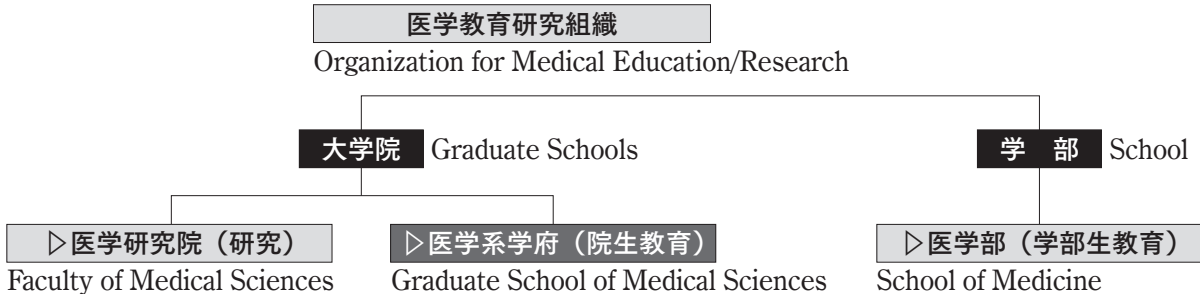 医学教育研究組織
Organization for Medical Education/Research
大学院 Graduate Schools
学　部 School
▷医学研究院（研究）
Faculty of Medical Sciences
▷医学系学府（院生教育）
Graduate School of Medical Sciences
▷医学部（学部生教育）
School of Medicine